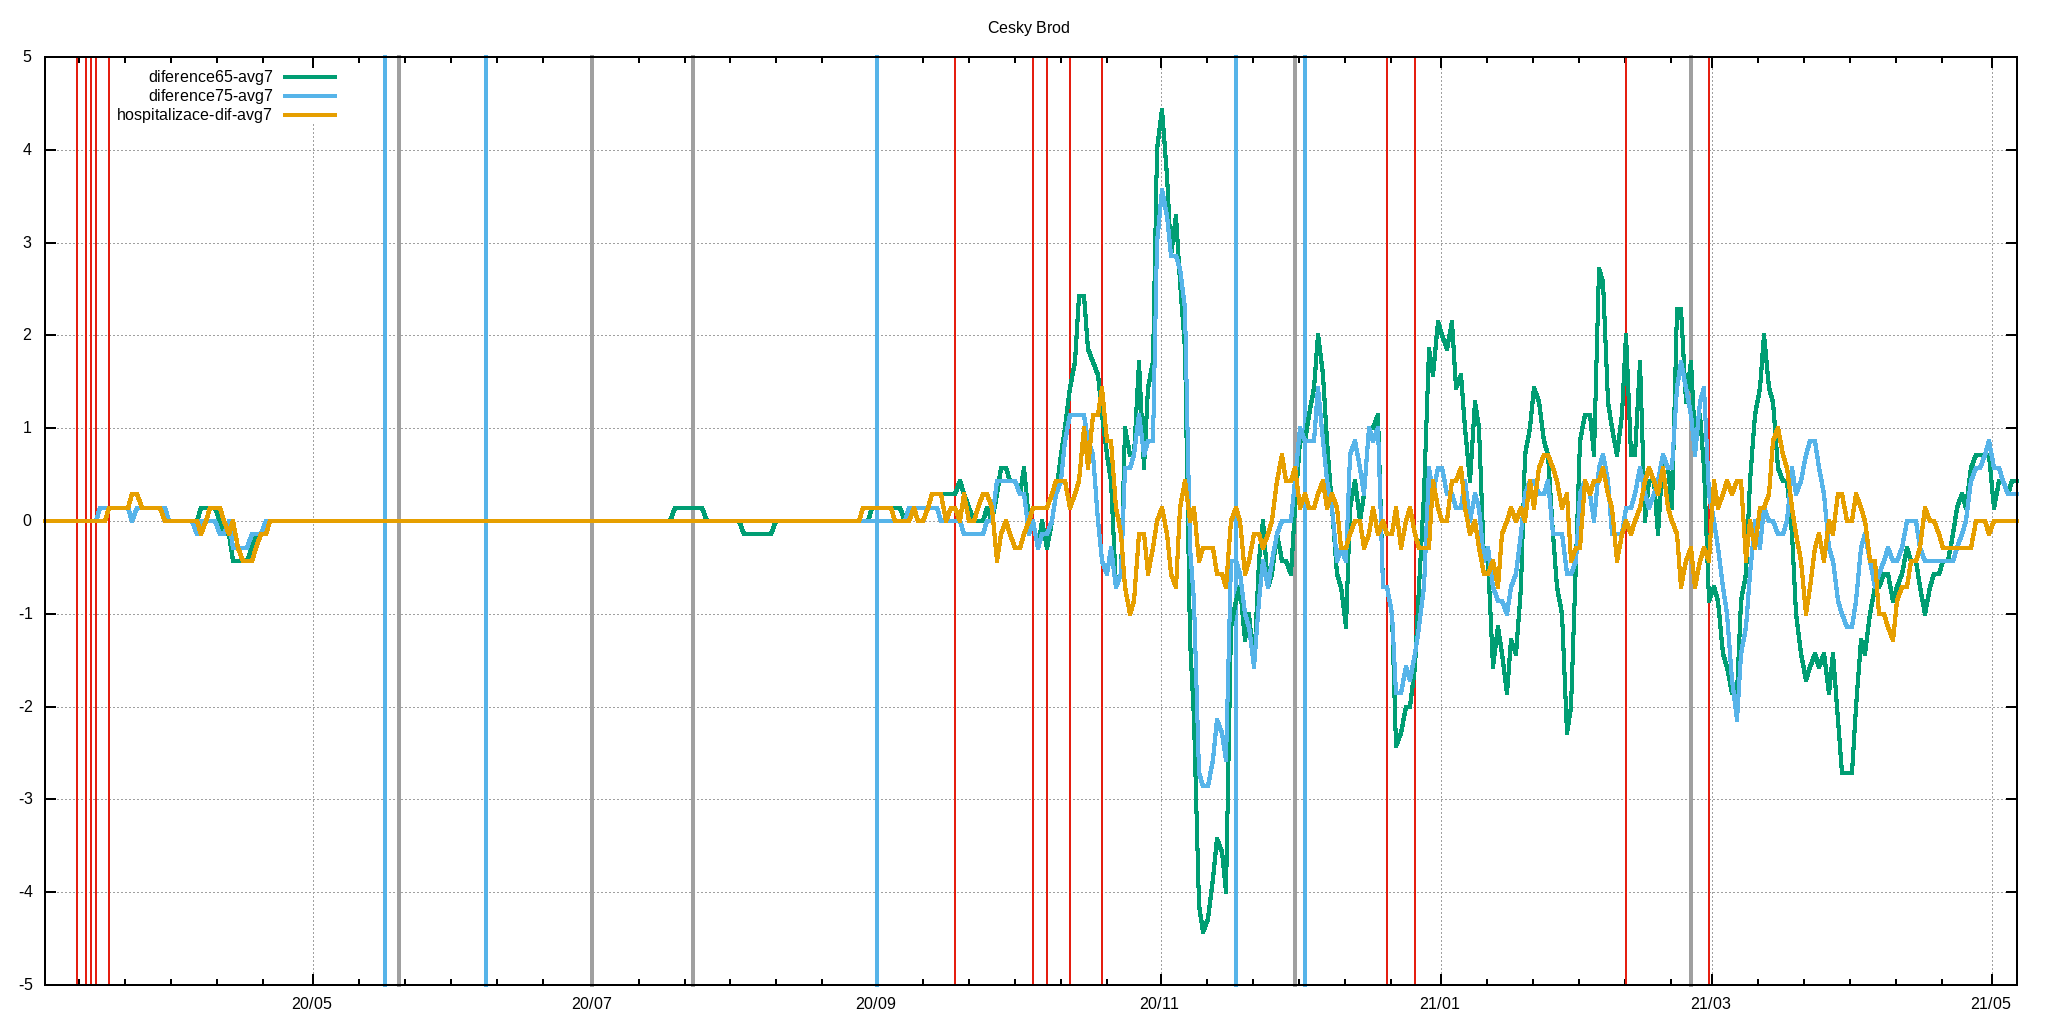 Cesky Brod
diference65-avg7
diference75-avg7
hospitalizace-dif-avg7
5
4
3
2
1
0
-1
-2
-3
-4
-5
20/05 20/07 20/09 20/11 21/01 21/03 21/05